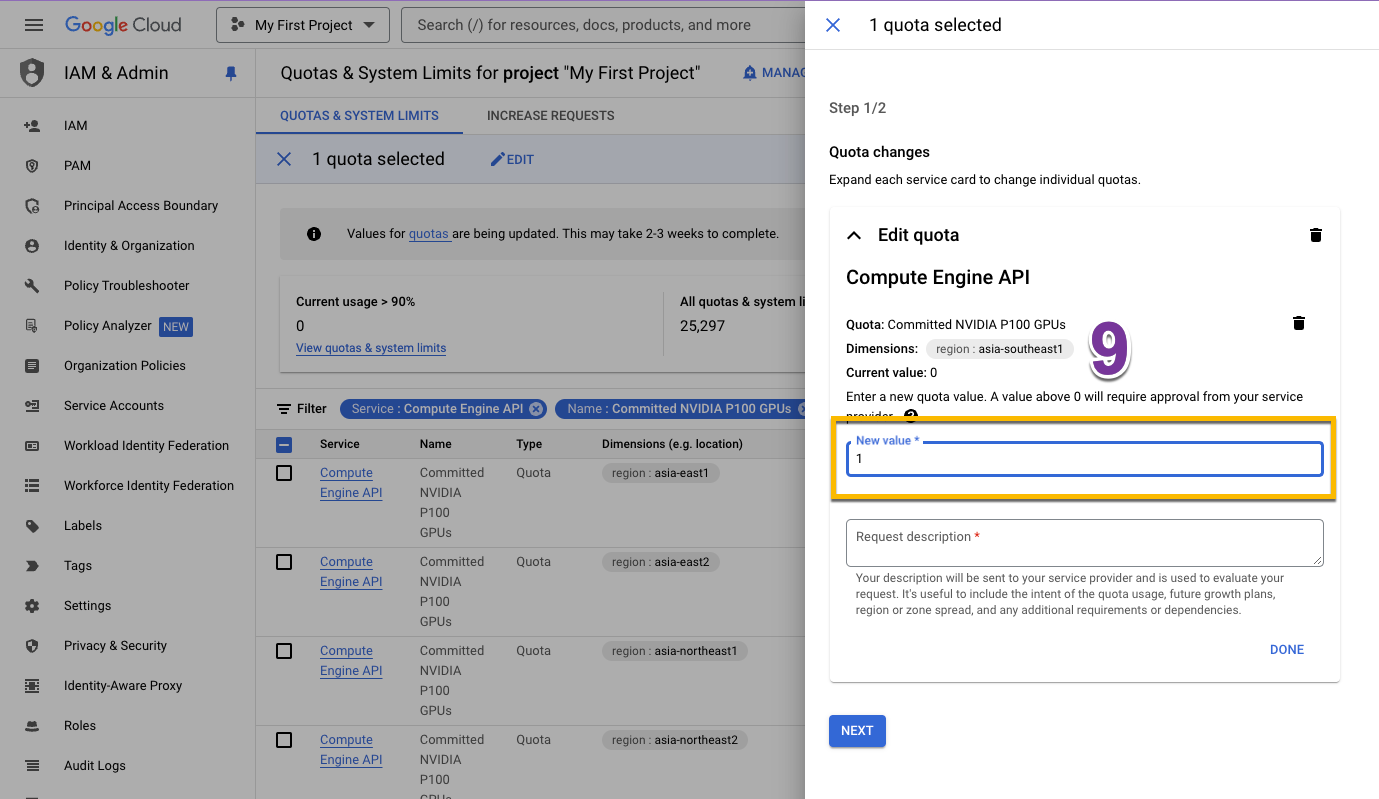 Google Cloud
My First Project
Search (/) for resources, docs, products, and more
IAM & Admin
IAM
PAM
Principal Access Boundary
Identity & Organization
Policy Troubleshooter
Policy Analyzer NEW
Organization Policies
Service Accounts
Workload Identity Federation
Workforce Identity Federation
Labels
Tags
Settings
Privacy & Security
Identity-Aware Proxy
Roles
Audit Logs
Quotas & System Limits for project "My First Project"
QUOTAS & SYSTEM LIMITS
INCREASE REQUESTS
1 quota selected
EDIT
Values for quotas are being updated. This may take 2-3 weeks to complete.
Current usage > 90%
0
View quotas & system limits
All quotas & system li
25,297
Filter
Service : Compute Engine API
Name : Committed NVIDIA P100 GPUs
Service Name Type Dimensions (e.g. location)
Compute Committed Quota region : asia-east1
Engine API NVIDIA
P100
GPUs
Compute Committed Quota region : asia-east2
Engine API NVIDIA
P100
GPUs
Compute Committed Quota region : asia-northeast1
Engine API NVIDIA
P100
GPUs
Compute Committed Quota region : asia-northeast2
Engine API NVIDIA
P100
1 quota selected
Step 1/2
Quota changes
Expand each service card to change individual quotas.
Edit quota
Compute Engine API
Quota: Committed NVIDIA P100 GPUs
Dimensions: region : asia-southeast1
9
Current value: 0
Enter a new quota value. A value above 0 will require approval from your service
provider.
New value *
1
Request description *
Your description will be sent to your service provider and is used to evaluate your
request. It's useful to include the intent of the quota usage, future growth plans,
region or zone spread, and any additional requirements or dependencies.
DONE
NEXT